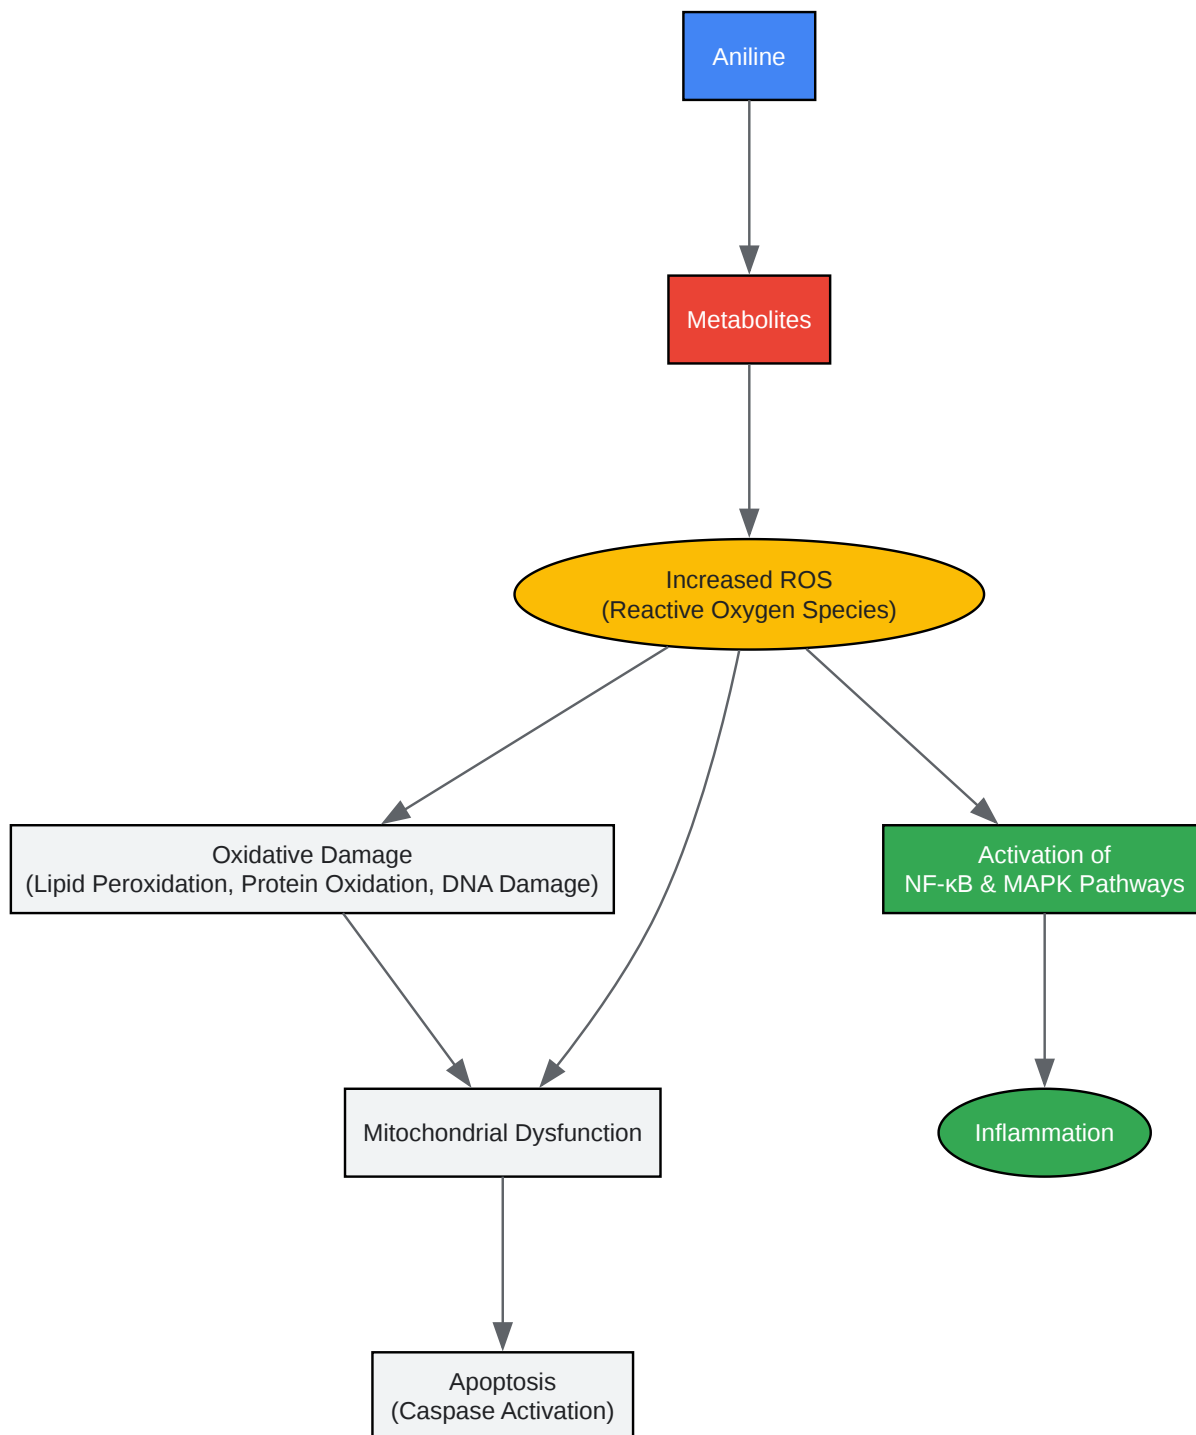 Aniline
Metabolites
Increased ROS
(Reactive Oxygen Species)
Oxidative Damage
(Lipid Peroxidation, Protein Oxidation, DNA Damage)
Activation of
NF-κB & MAPK Pathways
Mitochondrial Dysfunction
Inflammation
Apoptosis
(Caspase Activation)